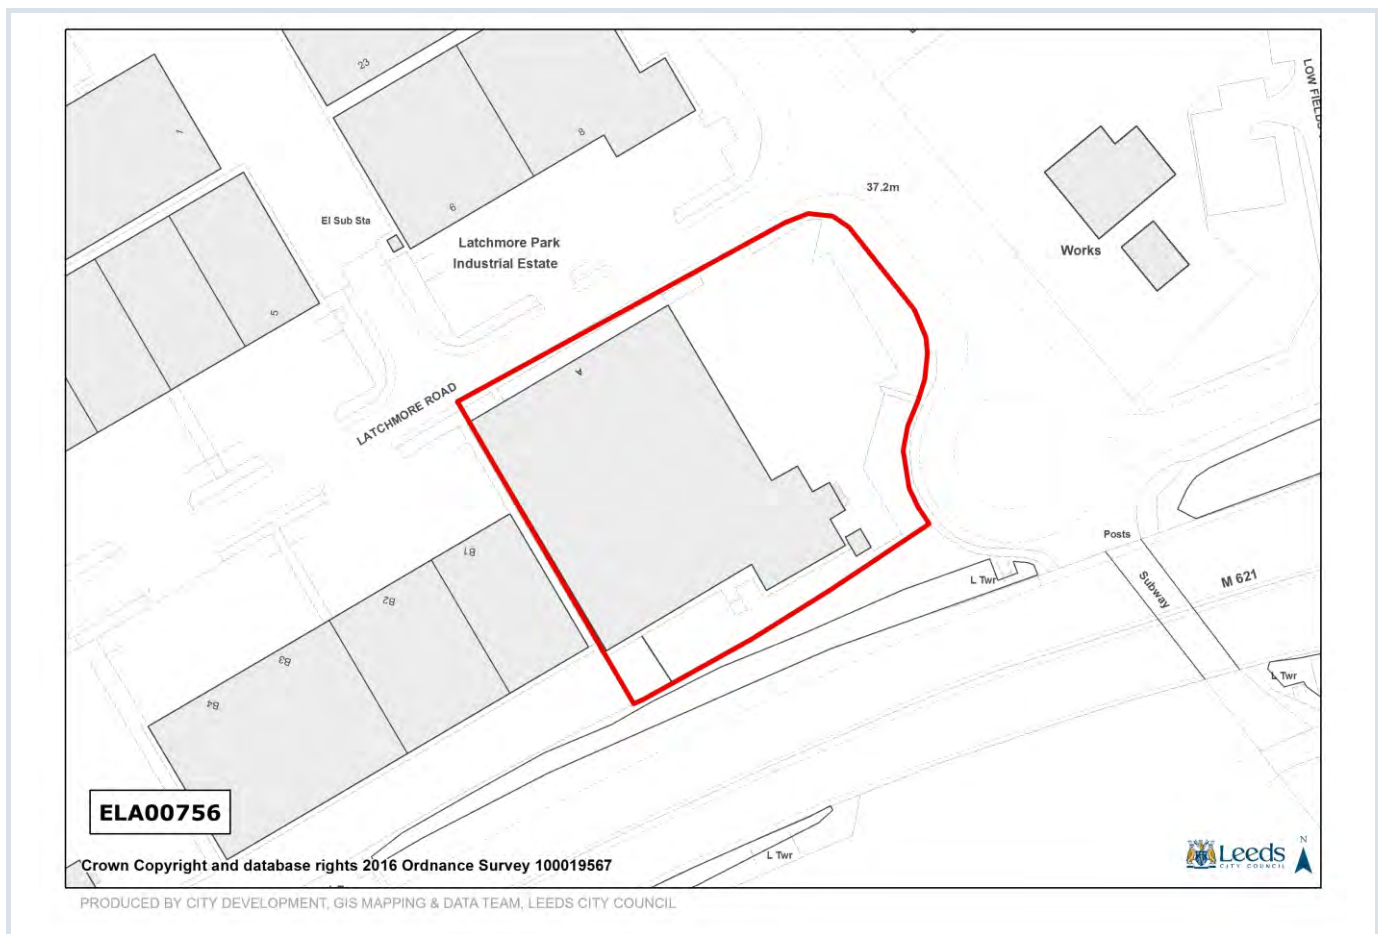 23
1
8
LOW FIELDS
37.2m
6
El Sub Sta
Latchmore Park
Industrial Estate
Works
5
A
LATCHMORE ROAD
Posts
B1
L Twr
M 621
Subway
B2
B3
L Twr
B4
ELA00756
L Twr
Crown Copyright and database rights 2016 Ordnance Survey 100019567
Leeds
CITY COUNCIL
N
PRODUCED BY CITY DEVELOPMENT, GIS MAPPING & DATA TEAM, LEEDS CITY COUNCIL